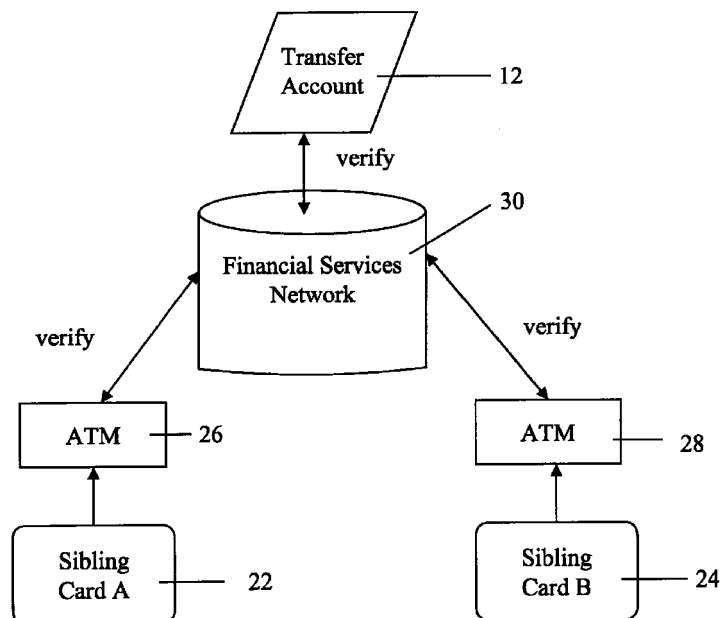 Transfer
Account
12
verify
30
Financial Services
Network
verify
verify
ATM
26
ATM
28
Sibling
Card A
22
Sibling
Card B
24